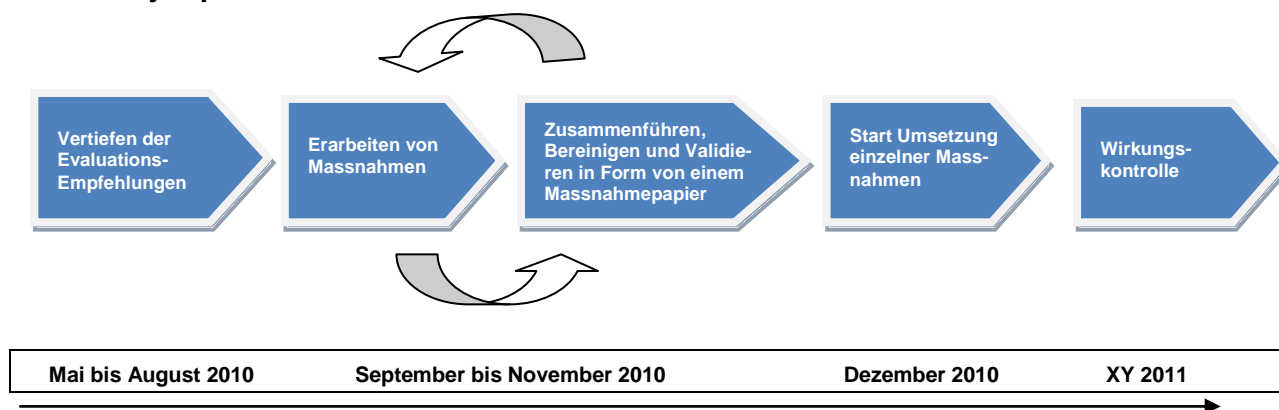 Vertiefen der
Evaluations-
Empfehlungen
Erarbeiten von
Massnahmen
Zusammenführen,
Bereinigen und Validie-
ren in Form von einem
Massnahmepapier
Start Umsetzung
einzelner Mass-
nahmen
Wirkungs-
kontrolle
Mai bis August 2010
September bis November 2010
Dezember 2010
XY 2011